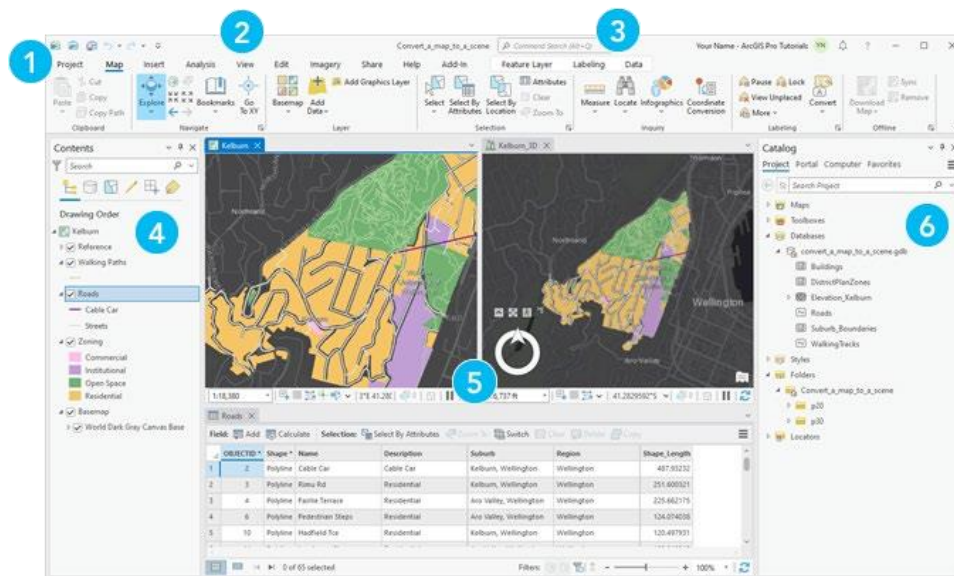 1
2
3
4
5
6
Convert_a_map_to_a_scene
Command Search (Alt+Q)
Your Name - ArcGIS Pro Tutorials YN ?
Project Map Insert Analysis View Edit Imagery Share Help Add-In Feature Layer Labeling Data
Paste Cut Copy Copy Path
Clipboard
Explore Bookmarks Go To XY
Navigate
Basemap Add Data Add Graphics Layer
Layer
Select Select By Attributes Select By Location Attributes Clear Zoom To
Selection
Measure Locate Infographics Coordinate Conversion
Inquiry
Pause Lock View Unplaced More Convert
Labeling
Download Map Sync Remove
Offline
Contents
Search
Drawing Order
Kelburn
Reference
Walking Paths
Roads
Cable Car
Streets
Zoning
Commercial
Institutional
Open Space
Residential
Basemap
World Dark Gray Canvas Base
Kelburn
Northland
1:18,380
Kelburn_3D
Thorndon
Northland
Wellington
Aro Valley
41.2829592°S
Roads
Field: Add Calculate Selection: Select By Attributes Zoom To Switch Clear Delete Copy
OBJECTID * Shape * Name Description Suburb Region Shape_Length
1 2 Polyline Cable Car Cable Car Kelburn, Wellington Wellington 487.93232
2 3 Polyline Rimu Rd Residential Kelburn, Wellington Wellington 251.600321
3 4 Polyline Fairlie Terrace Residential Aro Valley, Wellington Wellington 225.662175
4 6 Polyline Pedestrian Steps Residential Aro Valley, Wellington Wellington 124.074038
5 10 Polyline Hadfield Tce Residential Kelburn, Wellington Wellington 120.497931
0 of 65 selected
Filters: 100%
Catalog
Project Portal Computer Favorites
Search Project
Maps
Toolboxes
Databases
convert_a_map_to_a_scene.gdb
Buildings
DistrictPlanZones
Elevation_Kelburn
Roads
Suburb_Boundaries
WalkingTracks
Styles
Folders
Convert_a_map_to_a_scene
p20
p30
Locators